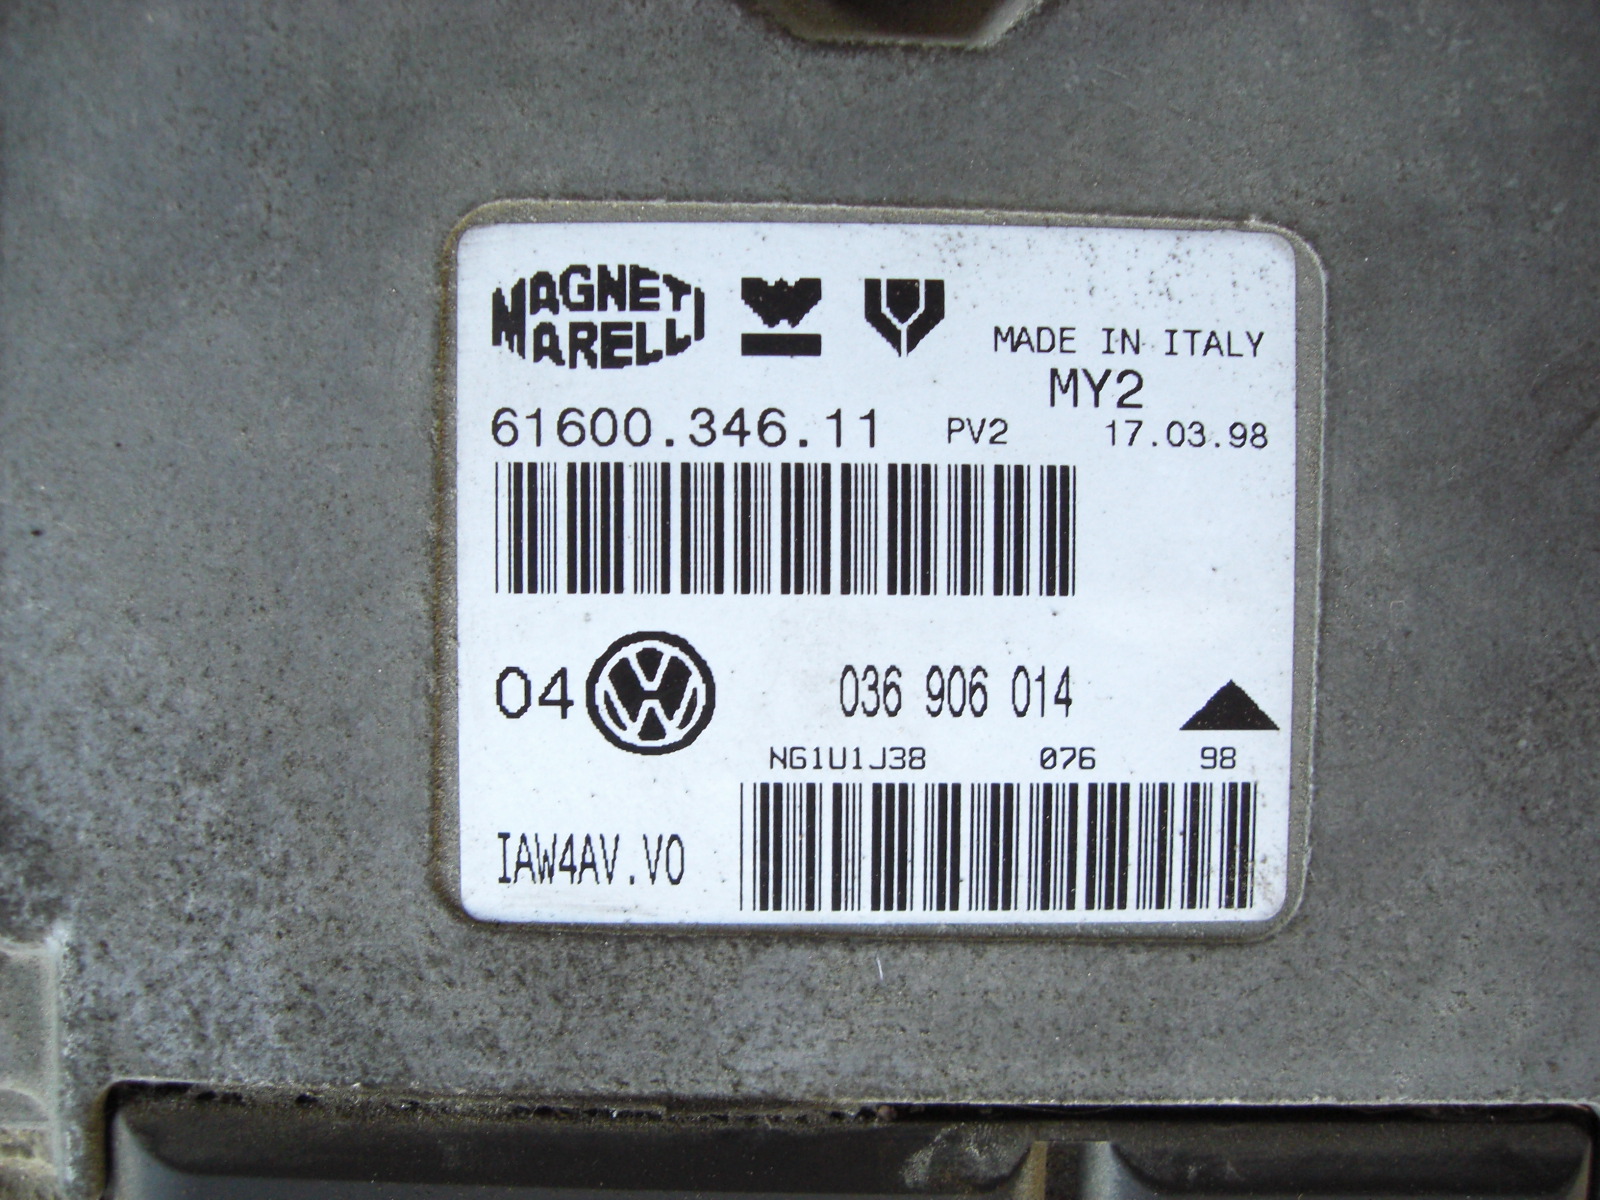 MAGNETI
MARELLI
MADE IN ITALY
MY2
61600.346.11 PV2 17.03.98
04 036 906 014
NG1U1J38 076 98
IAW4AV.V0